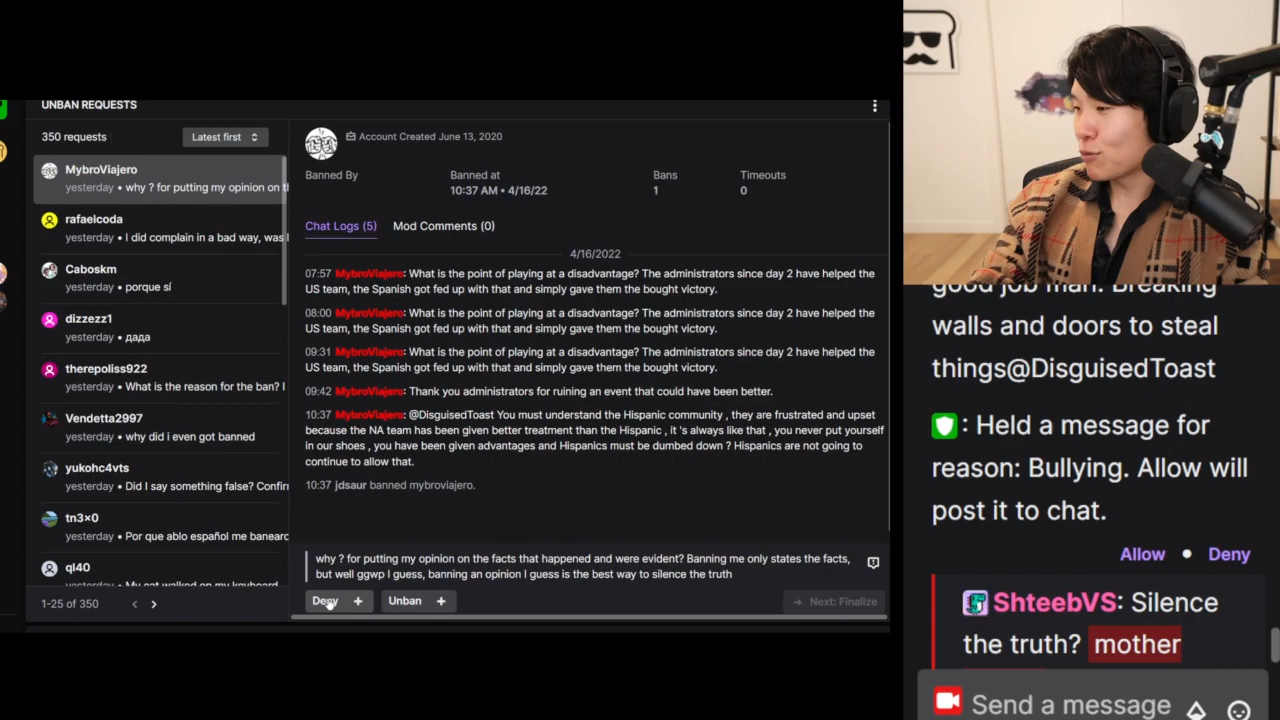 UNBAN REQUESTS
350 requests
Latest first
MybroViajero
yesterday • why ? for putting my opinion on t
rafaelcoda
yesterday • I did complain in a bad way, was
Caboskm
yesterday • porque sí
dizzezz1
yesterday • дада
therepoliss922
yesterday • What is the reason for the ban? I
Vendetta2997
yesterday • why did i even got banned
yukohc4vts
yesterday • Did I say something false? Confir
tn3×0
yesterday • Por que ablo español me baneard
ql40
yesterday • My cat walked on my keyboard
1-25 of 350
Account Created June 13, 2020
Banned By
Banned at
10:37 AM • 4/16/22
Bans
1
Timeouts
0
Chat Logs (5)
Mod Comments (0)
4/16/2022
07:57 MybroViajero: What is the point of playing at a disadvantage? The administrators since day 2 have helped the
US team, the Spanish got fed up with that and simply gave them the bought victory.
08:00 MybroViajero: What is the point of playing at a disadvantage? The administrators since day 2 have helped the
US team, the Spanish got fed up with that and simply gave them the bought victory.
09:31 MybroViajero: What is the point of playing at a disadvantage? The administrators since day 2 have helped the
US team, the Spanish got fed up with that and simply gave them the bought victory.
09:42 MybroViajero: Thank you administrators for ruining an event that could have been better.
10:37 MybroViajero: @DisguisedToast You must understand the Hispanic community , they are frustrated and upset
because the NA team has been given better treatment than the Hispanic , it 's always like that , you never put yourself
in our shoes , you have been given advantages and Hispanics must be dumbed down ? Hispanics are not going to
continue to allow that.
10:37 jdsaur banned mybroviajero.
why ? for putting my opinion on the facts that happened and were evident? Banning me only states the facts,
but well ggwp I guess, banning an opinion I guess is the best way to silence the truth
Deny +
Unban +
→ Next: Finalize
good job man. Breaking
walls and doors to steal
things@DisguisedToast
: Held a message for
reason: Bullying. Allow will
post it to chat.
Allow • Deny
ShteebVS: Silence
the truth? mother
Send a message